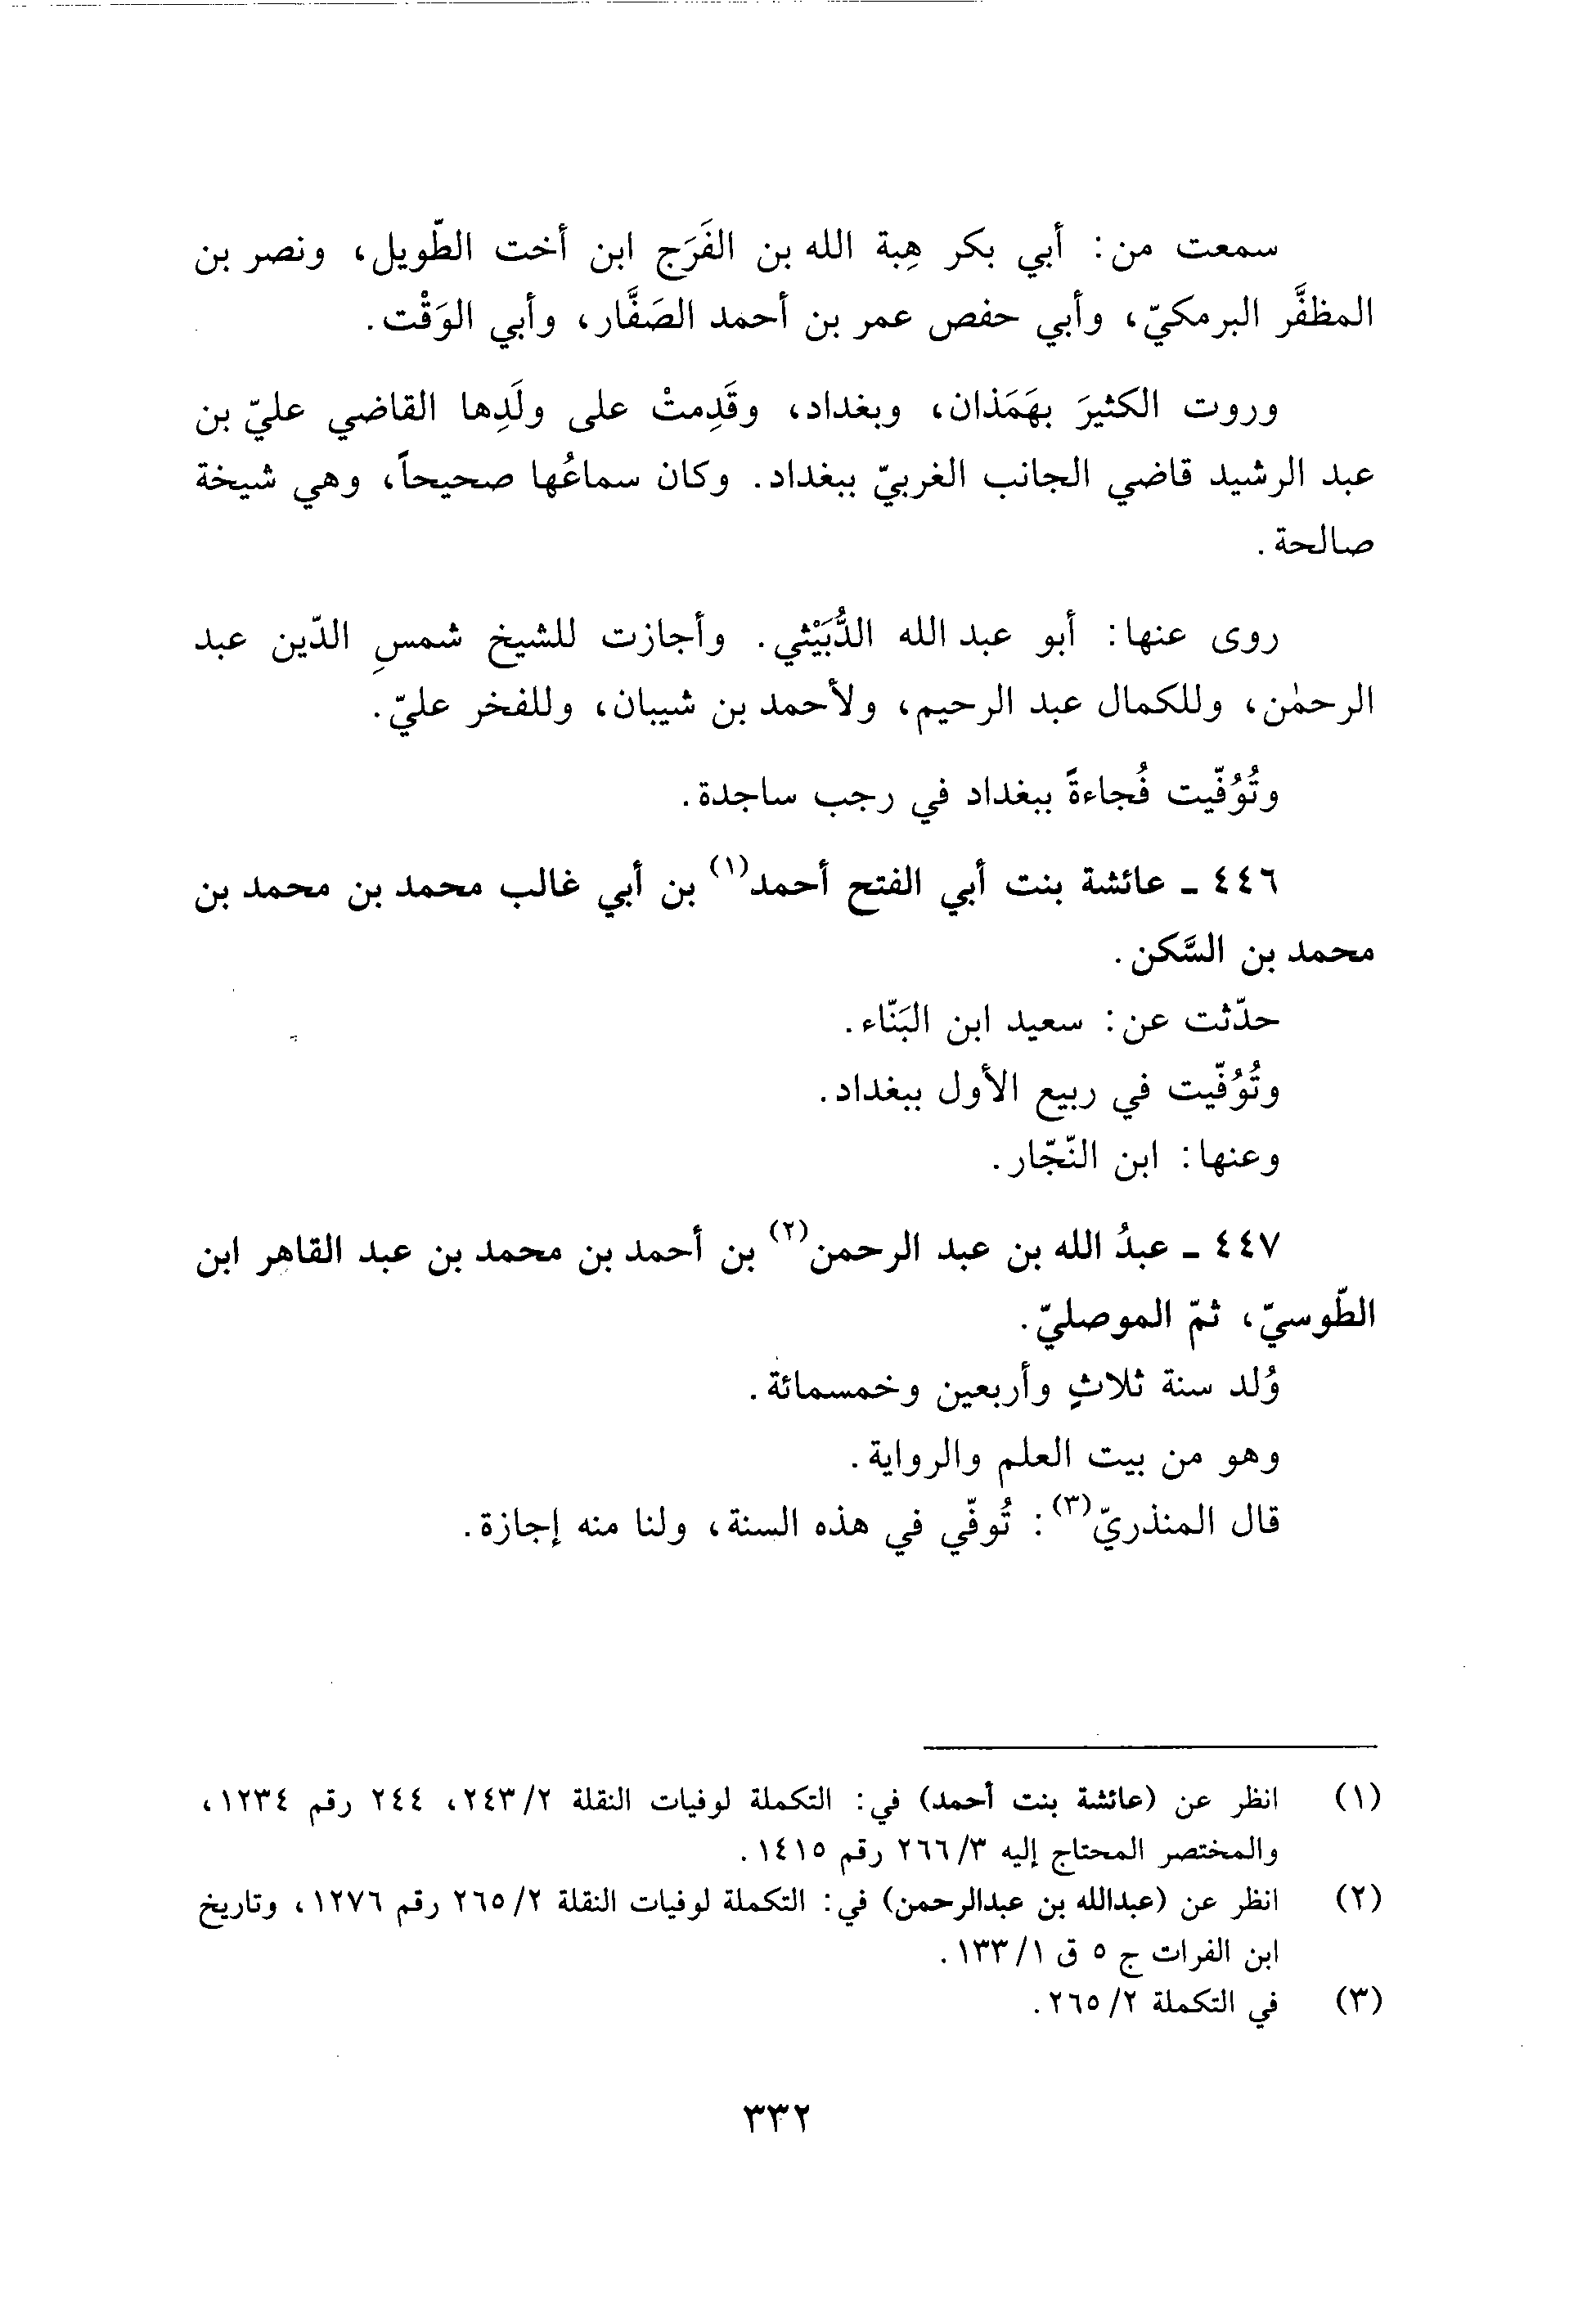 سمعت من: أبي بكر هِبة الله بن الفَرَج ابن أخت الطّويل، ونصر بن
المظفَّر البرمكيّ، وأبي حفص عمر بن أحمد الصَفَّار، وأبي الوَقْت.
وروت الكثيرَ بهَمَذان، وبغداد، وقَدِمتْ على ولَدِها القاضي عليّ بن
عبد الرشيد قاضي الجانب الغربيّ ببغداد. وكان سماعُها صحيحاً، وهي شيخة
صالحة.
روى عنها: أبو عبد الله الدُّبَيْثي. وأجازت للشيخ شمسِ الدّين عبد
الرحمٰن، وللكمال عبد الرحيم، ولأحمد بن شيبان، وللفخر عليّ.
وتُوُفّيت فُجاءةً ببغداد في رجب ساجدة.
٤٤٦ ـ عائشة بنت أبي الفتح أحمد(١) بن أبي غالب محمد بن محمد بن
محمد بن السَّكن.
حدّثت عن: سعيد ابن البَنّاء.
وتُوُفّيت في ربيع الأول ببغداد.
وعنها: ابن النّجّار.
٤٤٧ ـ عبدُ الله بن عبد الرحمن(٢) بن أحمد بن محمد بن عبد القاهر ابن
الطّوسيّ، ثمّ الموصليّ.
وُلد سنة ثلاثٍ وأربعين وخمسمائة.
وهو من بيت العلم والرواية.
قال المنذريّ(٣): تُوفّي في هذه السنة، ولنا منه إجازة.
(١) انظر عن (عائشة بنت أحمد) في: التكملة لوفيات النقلة ٢/ ٢٤٣، ٢٤٤ رقم ١٢٣٤،
والمختصر المحتاج إليه ٣/ ٢٦٦ رقم ١٤١٥.
(٢) انظر عن (عبدالله بن عبدالرحمن) في: التكملة لوفيات النقلة ٢/ ٢٦٥ رقم ١٢٧٦، وتاريخ
ابن الفرات ج ٥ ق ١/ ١٣٣.
(٣) في التكملة ٢/ ٢٦٥.
٣٣٢